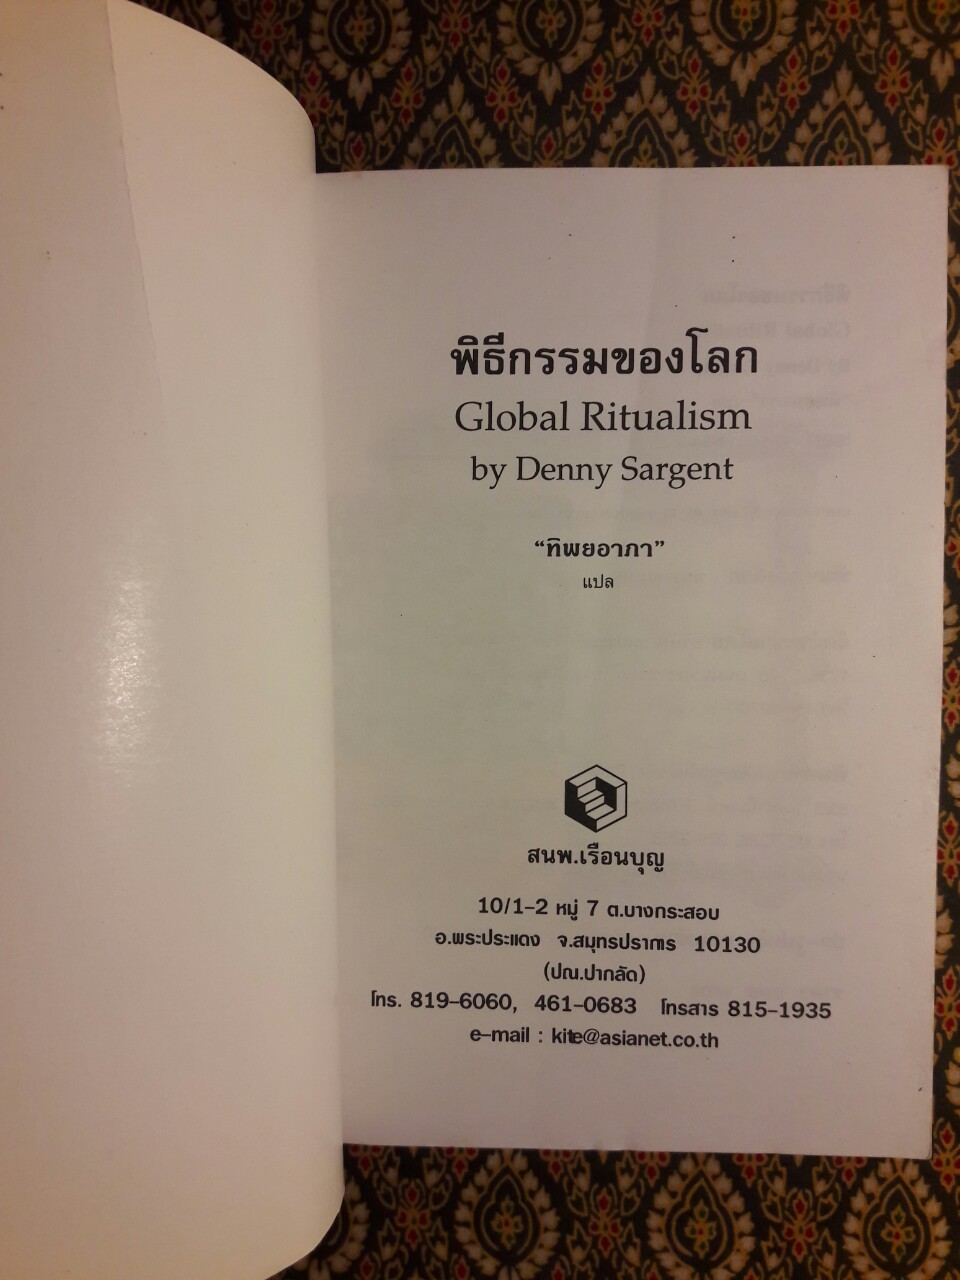 พิธีกรรมของโลก
Global Ritualism
by Denny Sargent
“ทิพยอาภา”
แปล
สนพ.เรือนบุญ
10/1-2 หมู่ 7 ต.บางกระสอบ
อ.พระประแดง จ.สมุทรปราการ 10130
(ปณ.ปากลัด)
โทร. 819-6060, 461-0683 โทรสาร 815-1935
e-mail : kite@asianet.co.th